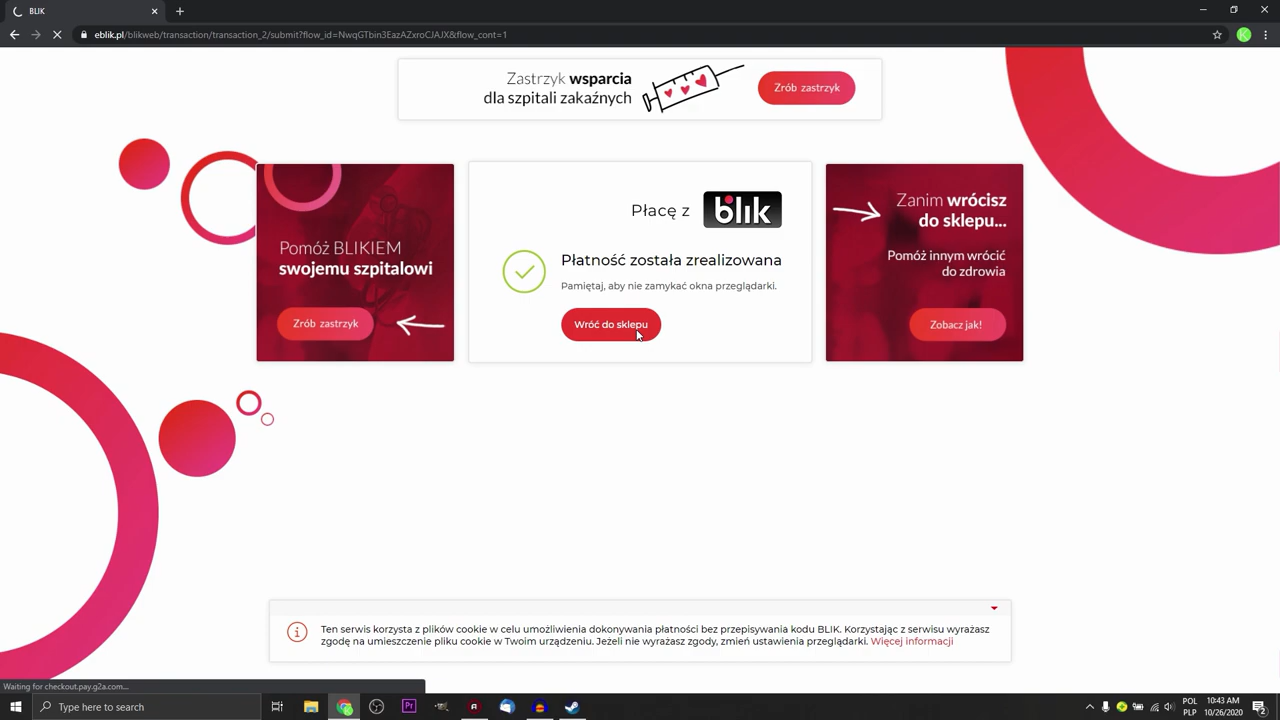 BLIK
eblik.pl/blikweb/transaction/transaction_2/submit?flow_id=NwqGTbin3EazAZxroCJAJX&flow_cont=1
K
Zastrzyk wsparcia
dla szpitali zakaźnych
Zrób zastrzyk
Pomóż BLIKIEM
swojemu szpitalowi
Zrób zastrzyk
Płacę z blik
Płatność została zrealizowana
Pamiętaj, aby nie zamykać okna przeglądarki.
Wróć do sklepu
Zanim wrócisz
do sklepu...
Pomóż innym wrócić
do zdrowia
Zobacz jak!
Ten serwis korzysta z plików cookie w celu umożliwienia dokonywania płatności bez przepisywania kodu BLIK. Korzystając z serwisu wyrażasz
zgodę na umieszczenie pliku cookie w Twoim urządzeniu. Jeżeli nie wyrażasz zgody, zmień ustawienia przeglądarki. Więcej informacji
Waiting for checkout.pay.g2a.com...
Type here to search
Pr
POL
PLP
10:43 AM
10/26/2020
2